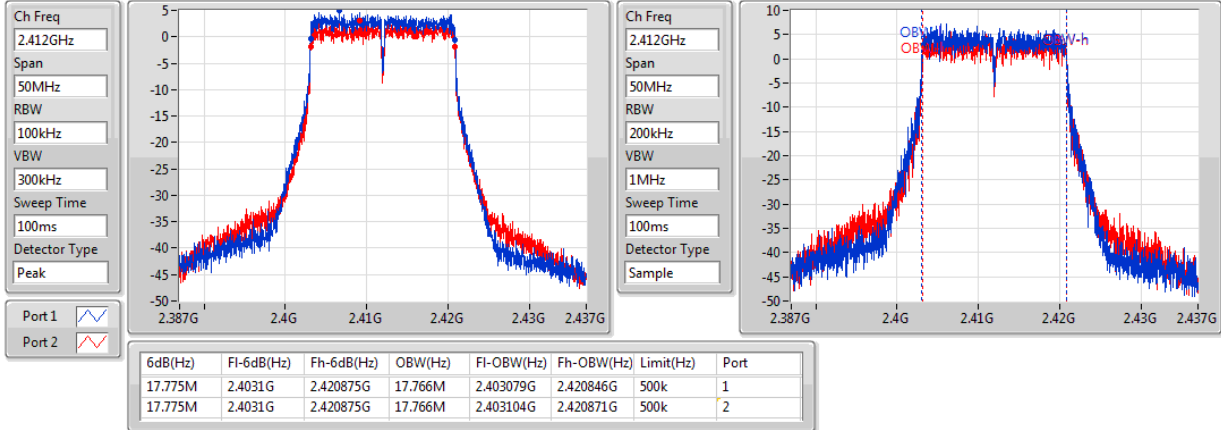 Ch Freq
2.412GHz
Span
50MHz
RBW
100kHz
VBW
300kHz
Sweep Time
100ms
Detector Type
Peak
Port 1
Port 2
5
0
-5
-10
-15
-20
-25
-30
-35
-40
-45
-50
2.387G 2.4G 2.41G 2.42G 2.43G 2.437G
Ch Freq
2.412GHz
Span
50MHz
RBW
200kHz
VBW
1MHz
Sweep Time
100ms
Detector Type
Sample
10
5
0
-5
-10
-15
-20
-25
-30
-35
-40
-45
-50
2.387G 2.4G 2.41G 2.42G 2.43G 2.437G
6dB(Hz) Fl-6dB(Hz) Fh-6dB(Hz) OBW(Hz) Fl-OBW(Hz) Fh-OBW(Hz) Limit(Hz) Port
17.775M 2.4031G 2.420875G 17.766M 2.403079G 2.420846G 500k 1
17.775M 2.4031G 2.420875G 17.766M 2.403104G 2.420871G 500k 2